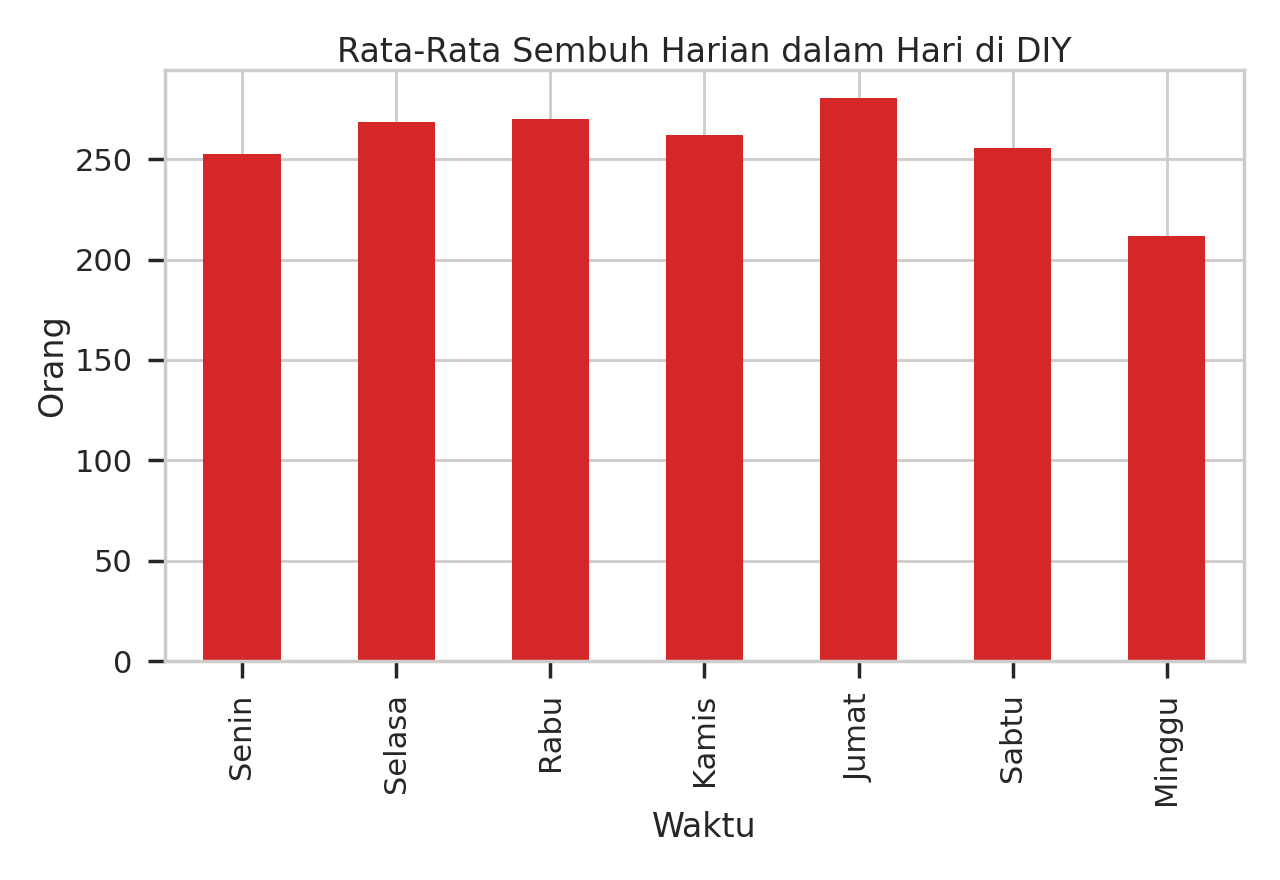 Rata-Rata Sembuh Harian dalam Hari di DIY
Orang
250
200
150
100
50
0
Senin
Selasa
Rabu
Kamis
Jumat
Sabtu
Minggu
Waktu